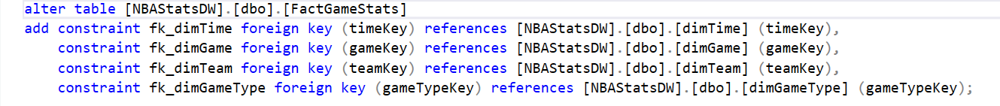 alter table [NBAStatsDW].[dbo].[FactGameStats]
add constraint fk_dimTime foreign key (timeKey) references [NBAStatsDW].[dbo].[dimTime] (timeKey),
constraint fk_dimGame foreign key (gameKey) references [NBAStatsDW].[dbo].[dimGame] (gameKey),
constraint fk_dimTeam foreign key (teamKey) references [NBAStatsDW].[dbo].[dimTeam] (teamKey),
constraint fk_dimGameType foreign key (gameTypeKey) references [NBAStatsDW].[dbo].[dimGameType] (gameTypeKey);